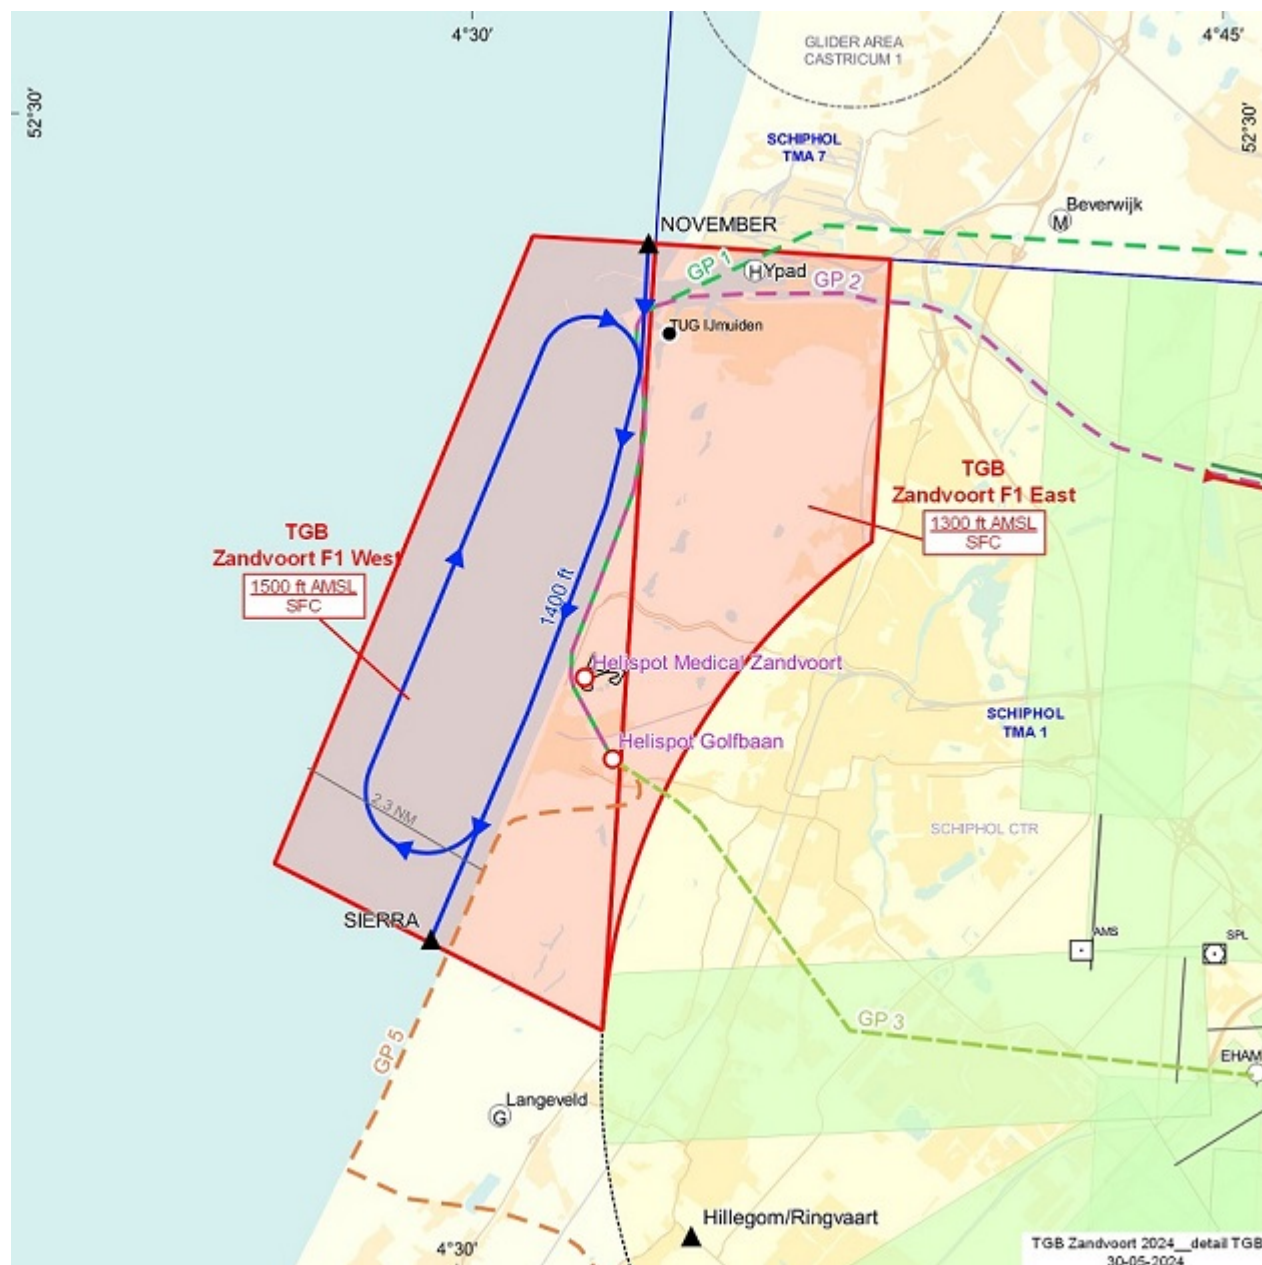 4°30'
4°45'
GLIDER AREA
CASTRICUM 1
52°30'
52°30'
SCHIPHOL
TMA 7
Beverwijk
M
NOVEMBER
GP 1
H
Ypad
GP 2
TUG IJmuiden
TGB
Zandvoort F1 East
1300 ft AMSL
SFC
TGB
Zandvoort F1 West
1500 ft AMSL
SFC
1400 ft
Helispot Medical Zandvoort
SCHIPHOL
TMA 1
Helispot Golfbaan
2,3 NM
SCHIPHOL CTR
SIERRA
AMS
SPL
GP 3
GP 5
EHAM
Langeveld
G
Hillegom/Ringvaart
4°30'
TGB Zandvoort 2024__detail TGB
30-05-2024